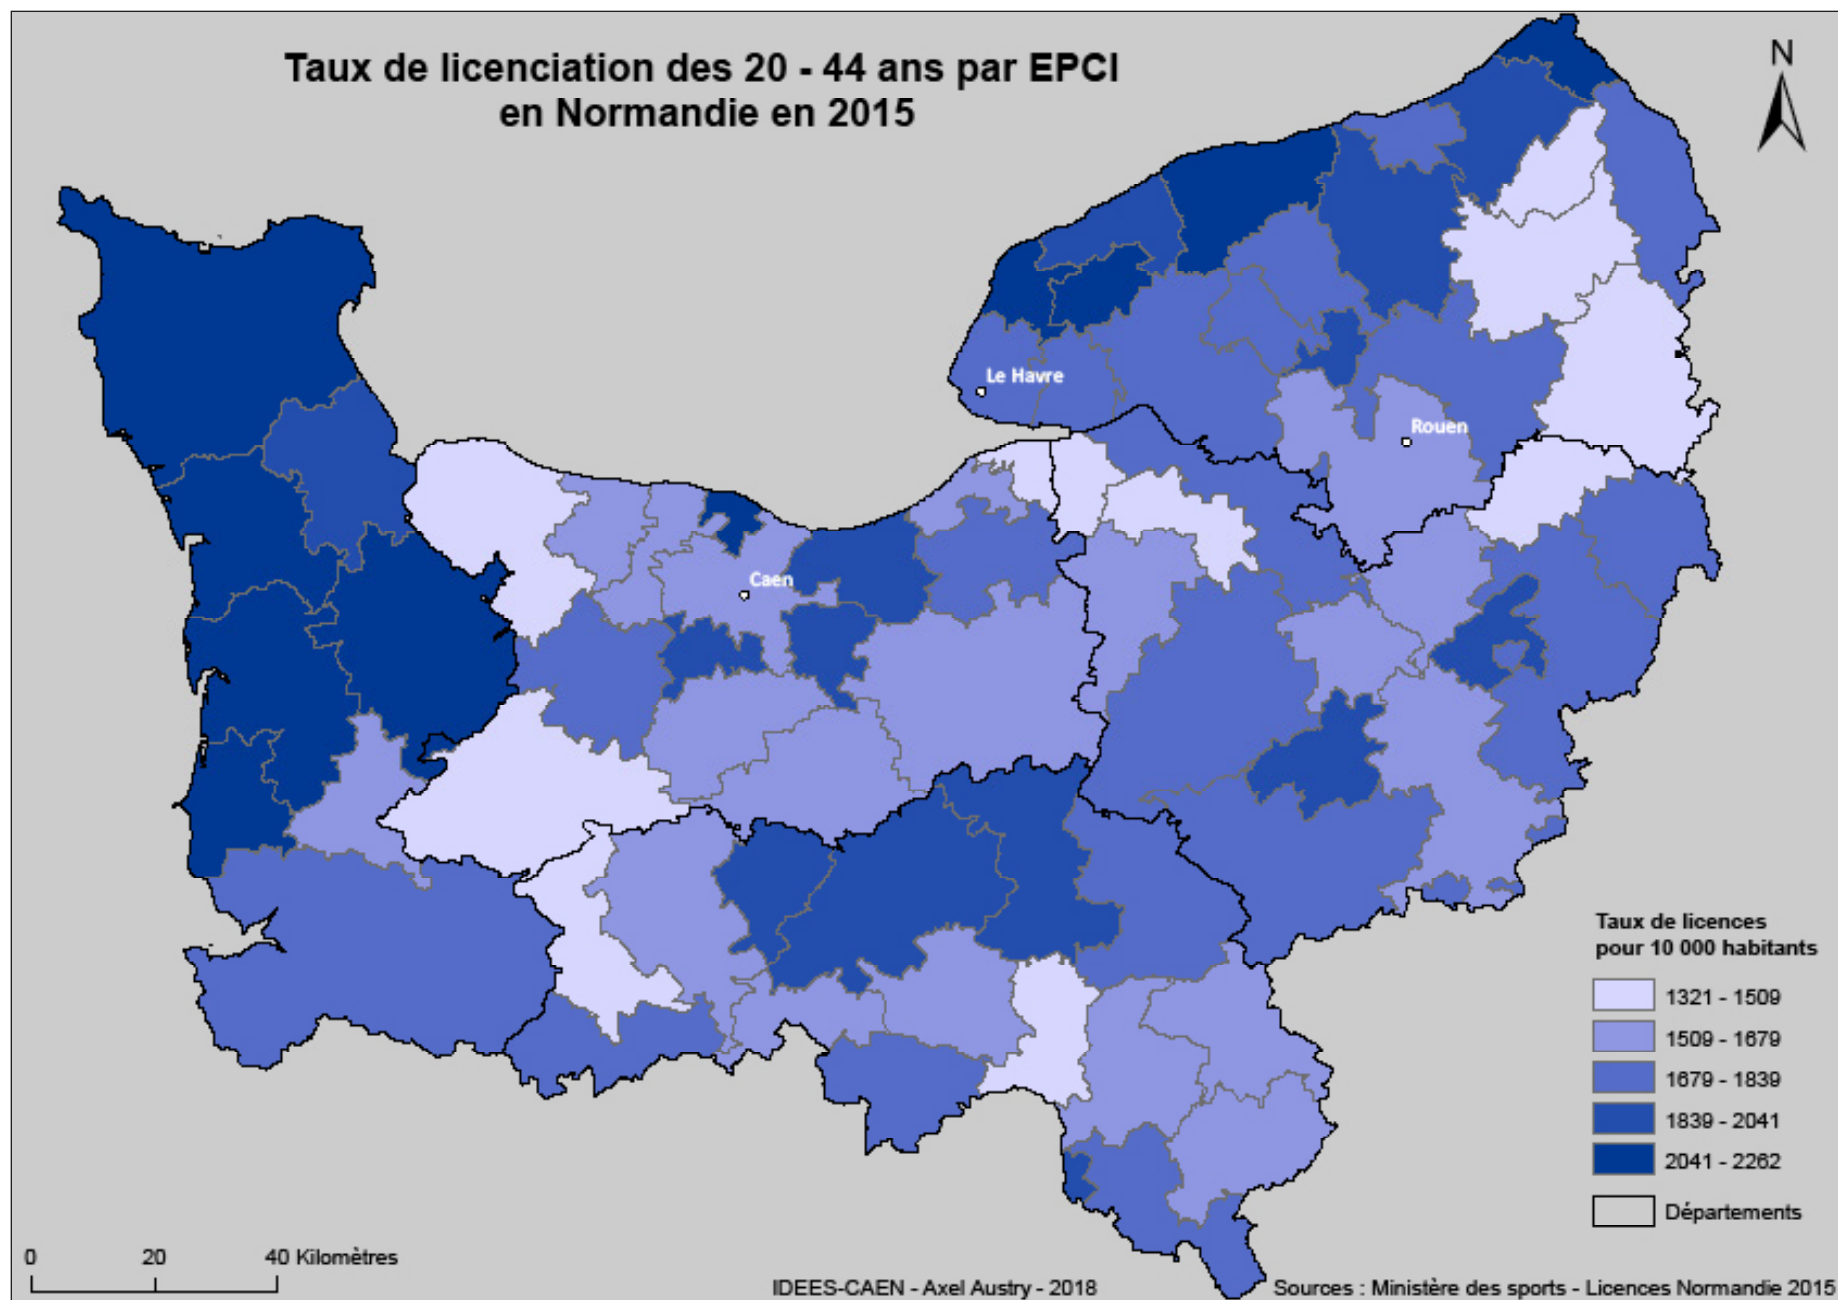 Taux de licenciation des 20 - 44 ans par EPCI
en Normandie en 2015
N
Le Havre
Rouen
Caen
Taux de licences
pour 10 000 habitants
1321 - 1509
1509 - 1679
1679 - 1839
1839 - 2041
2041 - 2262
Départements
0 20 40 Kilomètres
IDEES-CAEN - Axel Austry - 2018
Sources : Ministère des sports - Licences Normandie 2015